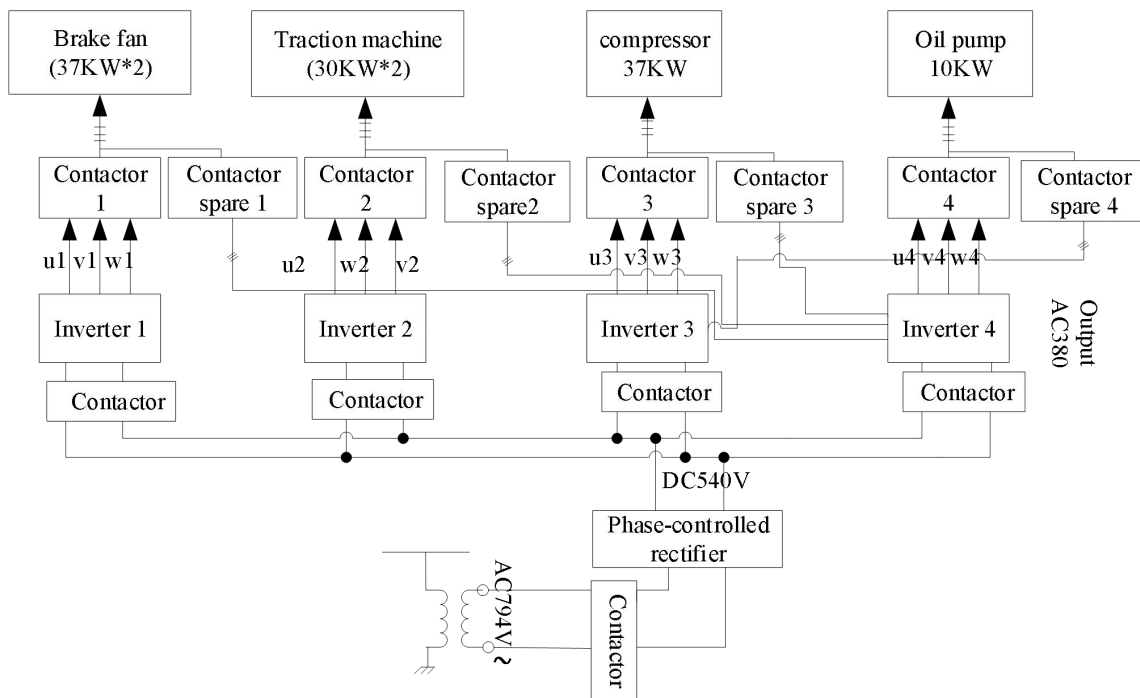 Brake fan
(37KW*2)
Traction machine
(30KW*2)
compressor
37KW
Oil pump
10KW
Contactor
1
Contactor
spare 1
Contactor
2
Contactor
spare2
Contactor
3
Contactor
spare 3
Contactor
4
Contactor
spare 4
u1 v1 w1
u2 w2 v2
u3 v3 w3
u4 v4 w4
Inverter 1
Inverter 2
Inverter 3
Inverter 4
Output
AC380
Contactor
Contactor
Contactor
Contactor
DC540V
Phase-controlled
rectifier
AC794V~
Contactor